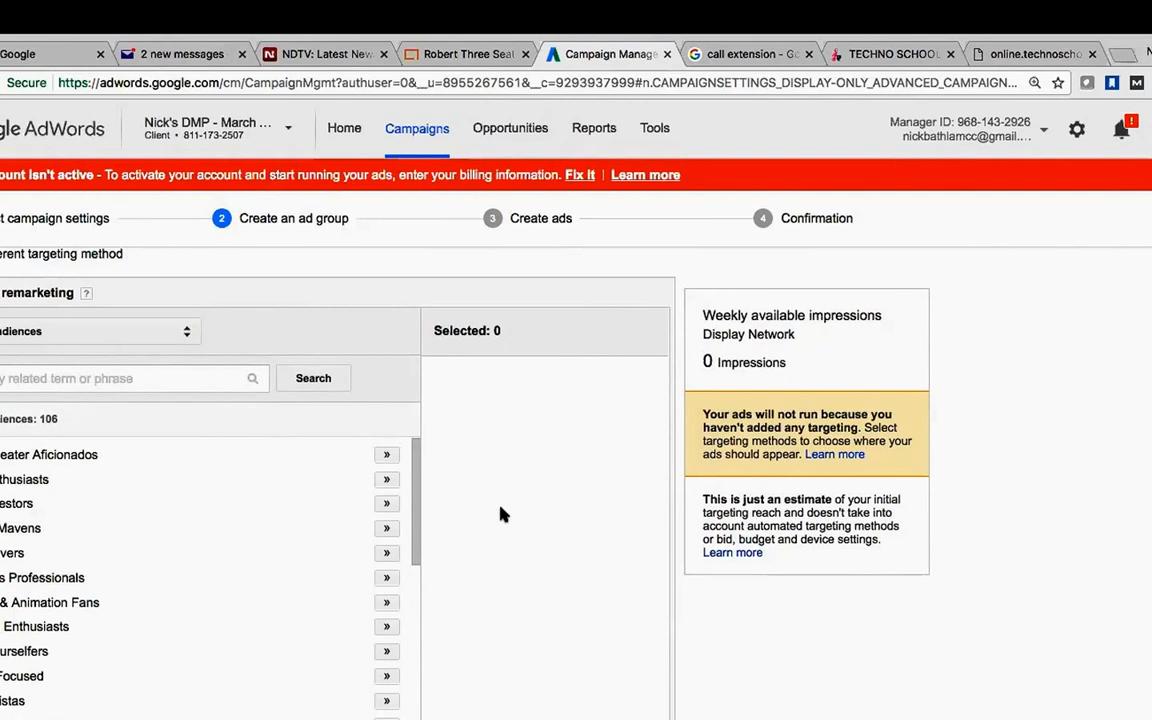 Google
2 new messages
NDTV: Latest New
Robert Three Seat
Campaign Manage
call extension - Go
TECHNO SCHOOL
online.technoscho
N
Secure
https://adwords.google.com/cm/CampaignMgmt?authuser=0&__u=8955267561&__c=9293937999#n.CAMPAIGNSETTINGS_DISPLAY-ONLY_ADVANCED_CAMPAIGN...
gle AdWords
Nick's DMP - March ...
Client • 811-173-2507
Home
Campaigns
Opportunities
Reports
Tools
Manager ID: 968-143-2926
nickbathlamcc@gmail....
!
ount isn't active - To activate your account and start running your ads, enter your billing information. Fix It | Learn more
t campaign settings
2 Create an ad group
3 Create ads
4 Confirmation
erent targeting method
remarketing ?
udiences
Selected: 0
y related term or phrase
Search
iences: 106
eater Aficionados »
thusiasts »
estors »
Mavens »
vers »
s Professionals »
& Animation Fans »
Enthusiasts »
urselfers »
Focused »
istas »
Weekly available impressions
Display Network
0 Impressions
Your ads will not run because you
haven't added any targeting. Select
targeting methods to choose where your
ads should appear. Learn more
This is just an estimate of your initial
targeting reach and doesn't take into
account automated targeting methods
or bid, budget and device settings.
Learn more